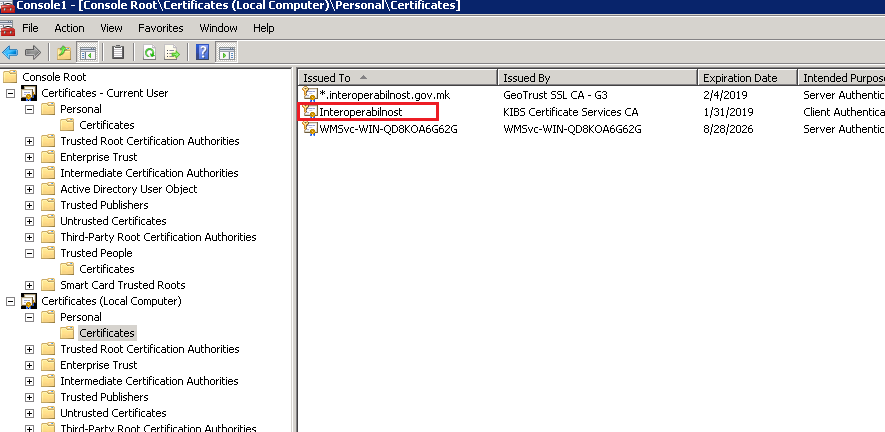 Console1 - [Console Root\Certificates (Local Computer)\Personal\Certificates]
File Action View Favorites Window Help
Console Root
Certificates - Current User
Personal
Certificates
Trusted Root Certification Authorities
Enterprise Trust
Intermediate Certification Authorities
Active Directory User Object
Trusted Publishers
Untrusted Certificates
Third-Party Root Certification Authorities
Trusted People
Certificates
Smart Card Trusted Roots
Certificates (Local Computer)
Personal
Certificates
Trusted Root Certification Authorities
Enterprise Trust
Intermediate Certification Authorities
Trusted Publishers
Untrusted Certificates
Third-Party Root Certification Authorities
Issued To Issued By Expiration Date Intended Purpose
*.interoperabilnost.gov.mk GeoTrust SSL CA - G3 2/4/2019 Server Authentica
Interoperabilnost KIBS Certificate Services CA 1/31/2019 Client Authentica
WMSvc-WIN-QD8KOA6G62G WMSvc-WIN-QD8KOA6G62G 8/28/2026 Server Authentica